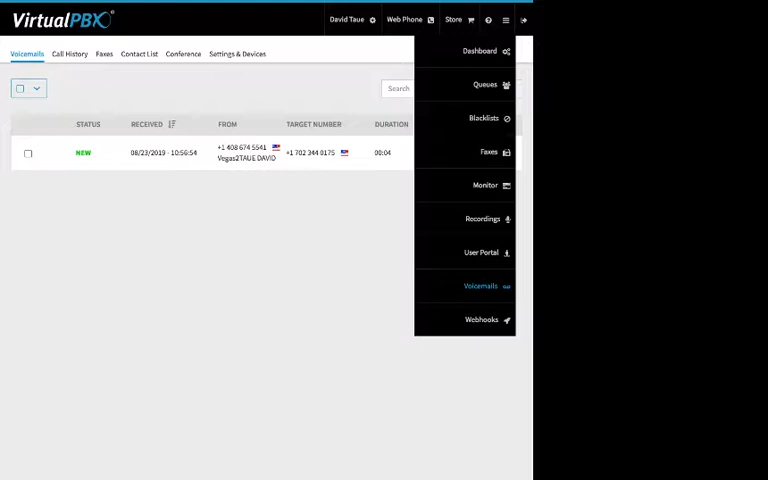 VirtualPBX®
David Taue
Web Phone
Store
Voicemails
Call History
Faxes
Contact List
Conference
Settings & Devices
Search
STATUS
RECEIVED
FROM
TARGET NUMBER
DURATION
NEW
08/23/2019 - 10:56:54
+1 408 674 5541
Vegas2TAUE DAVID
+1 702 344 0175
00:04
Dashboard
Queues
Blacklists
Faxes
Monitor
Recordings
User Portal
Voicemails
Webhooks